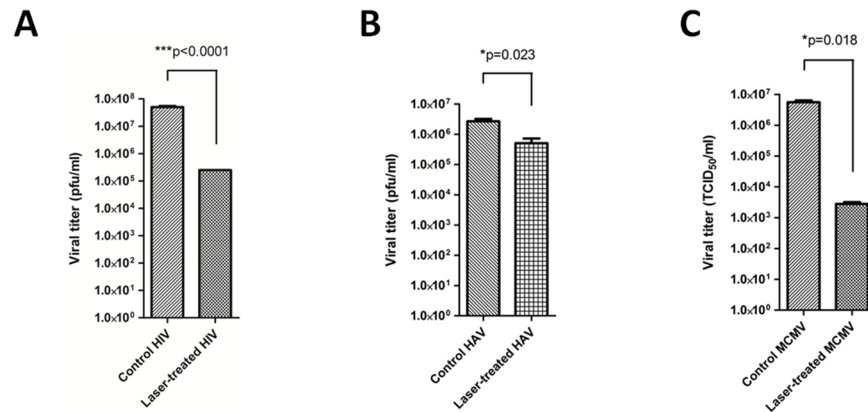 A
***p<0.0001
Viral titer (pfu/ml)
1.0×10⁸
1.0×10⁷
1.0×10⁶
1.0×10⁵
1.0×10⁴
1.0×10³
1.0×10²
1.0×10¹
1.0×10⁰
Control HIV
Laser-treated HIV
B
*p=0.023
Viral titer (pfu/ml)
1.0×10⁷
1.0×10⁶
1.0×10⁵
1.0×10⁴
1.0×10³
1.0×10²
1.0×10¹
1.0×10⁰
Control HAV
Laser-treated HAV
C
*p=0.018
Viral titer (TCID₅₀/ml)
1.0×10⁷
1.0×10⁶
1.0×10⁵
1.0×10⁴
1.0×10³
1.0×10²
1.0×10¹
1.0×10⁰
Control MCMV
Laser-treated MCMV